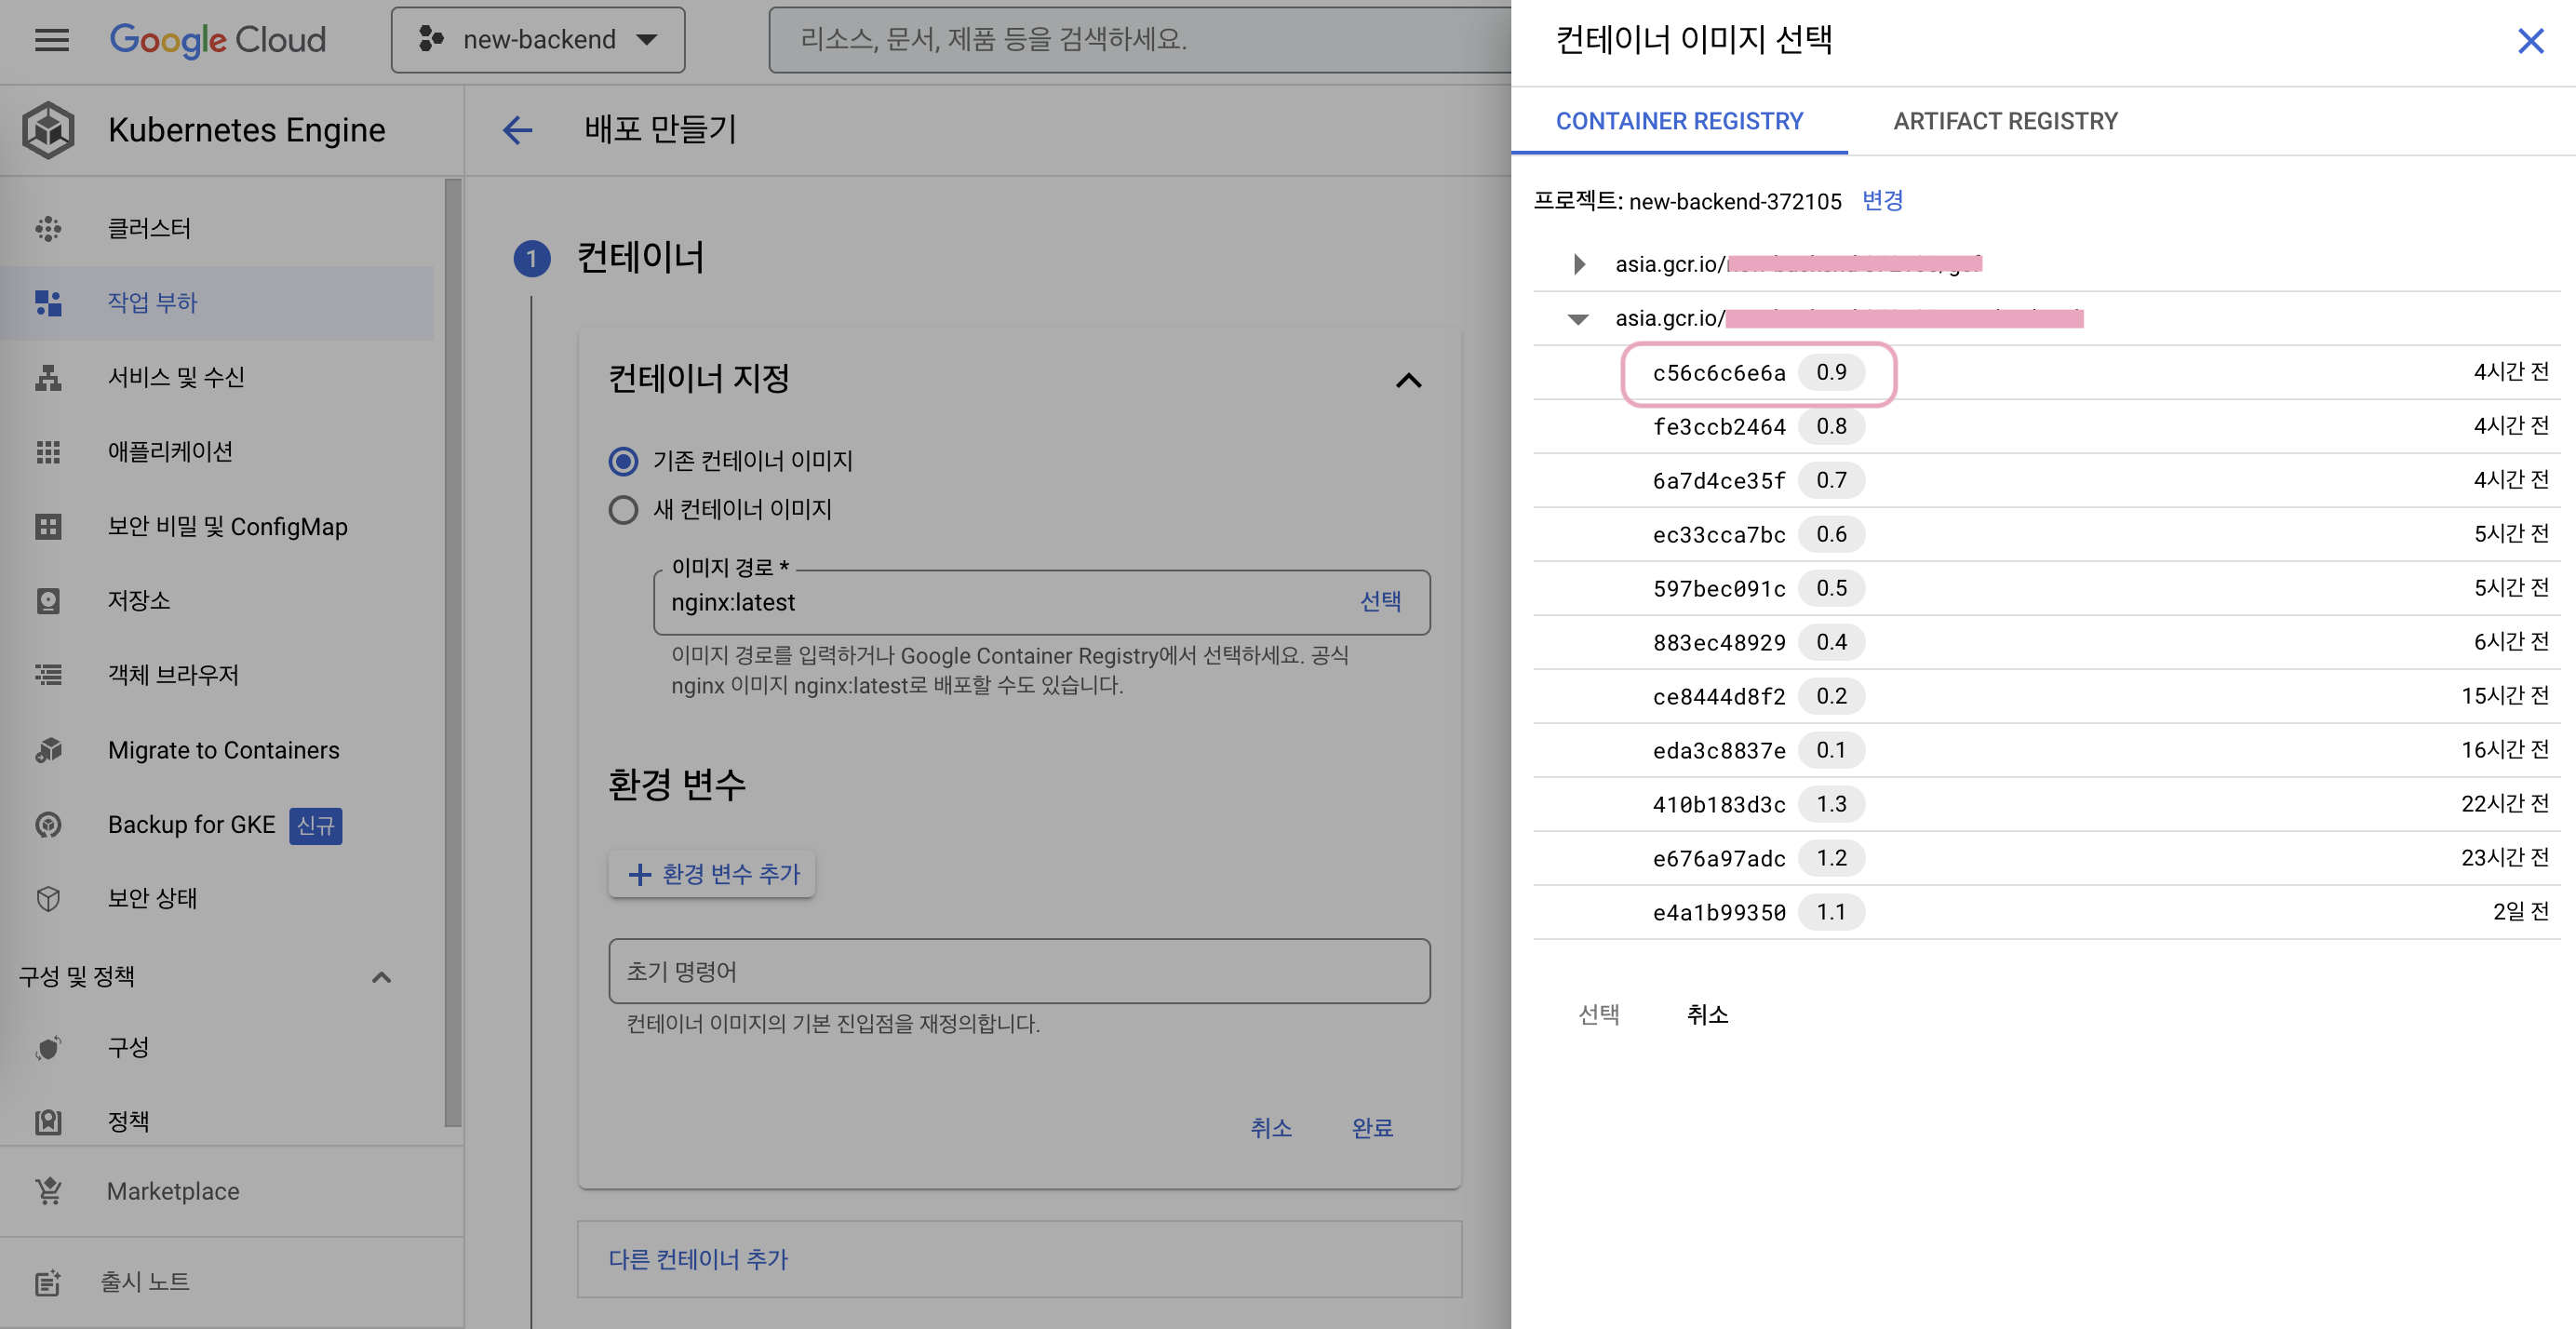 Google Cloud
new-backend
리소스, 문서, 제품 등을 검색하세요.
Kubernetes Engine
클러스터
작업 부하
서비스 및 수신
애플리케이션
보안 비밀 및 ConfigMap
저장소
객체 브라우저
Migrate to Containers
Backup for GKE 신규
보안 상태
구성 및 정책
구성
정책
Marketplace
출시 노트
배포 만들기
1 컨테이너
컨테이너 지정
기존 컨테이너 이미지
새 컨테이너 이미지
이미지 경로 *
nginx:latest 선택
이미지 경로를 입력하거나 Google Container Registry에서 선택하세요. 공식
nginx 이미지 nginx:latest로 배포할 수도 있습니다.
환경 변수
환경 변수 추가
초기 명령어
컨테이너 이미지의 기본 진입점을 재정의합니다.
취소 완료
다른 컨테이너 추가
컨테이너 이미지 선택
CONTAINER REGISTRY ARTIFACT REGISTRY
프로젝트: new-backend-372105 변경
asia.gcr.io/
asia.gcr.io/
c56c6c6e6a 0.9 4시간 전
fe3ccb2464 0.8 4시간 전
6a7d4ce35f 0.7 4시간 전
ec33cca7bc 0.6 5시간 전
597bec091c 0.5 5시간 전
883ec48929 0.4 6시간 전
ce8444d8f2 0.2 15시간 전
eda3c8837e 0.1 16시간 전
410b183d3c 1.3 22시간 전
e676a97adc 1.2 23시간 전
e4a1b99350 1.1 2일 전
선택 취소